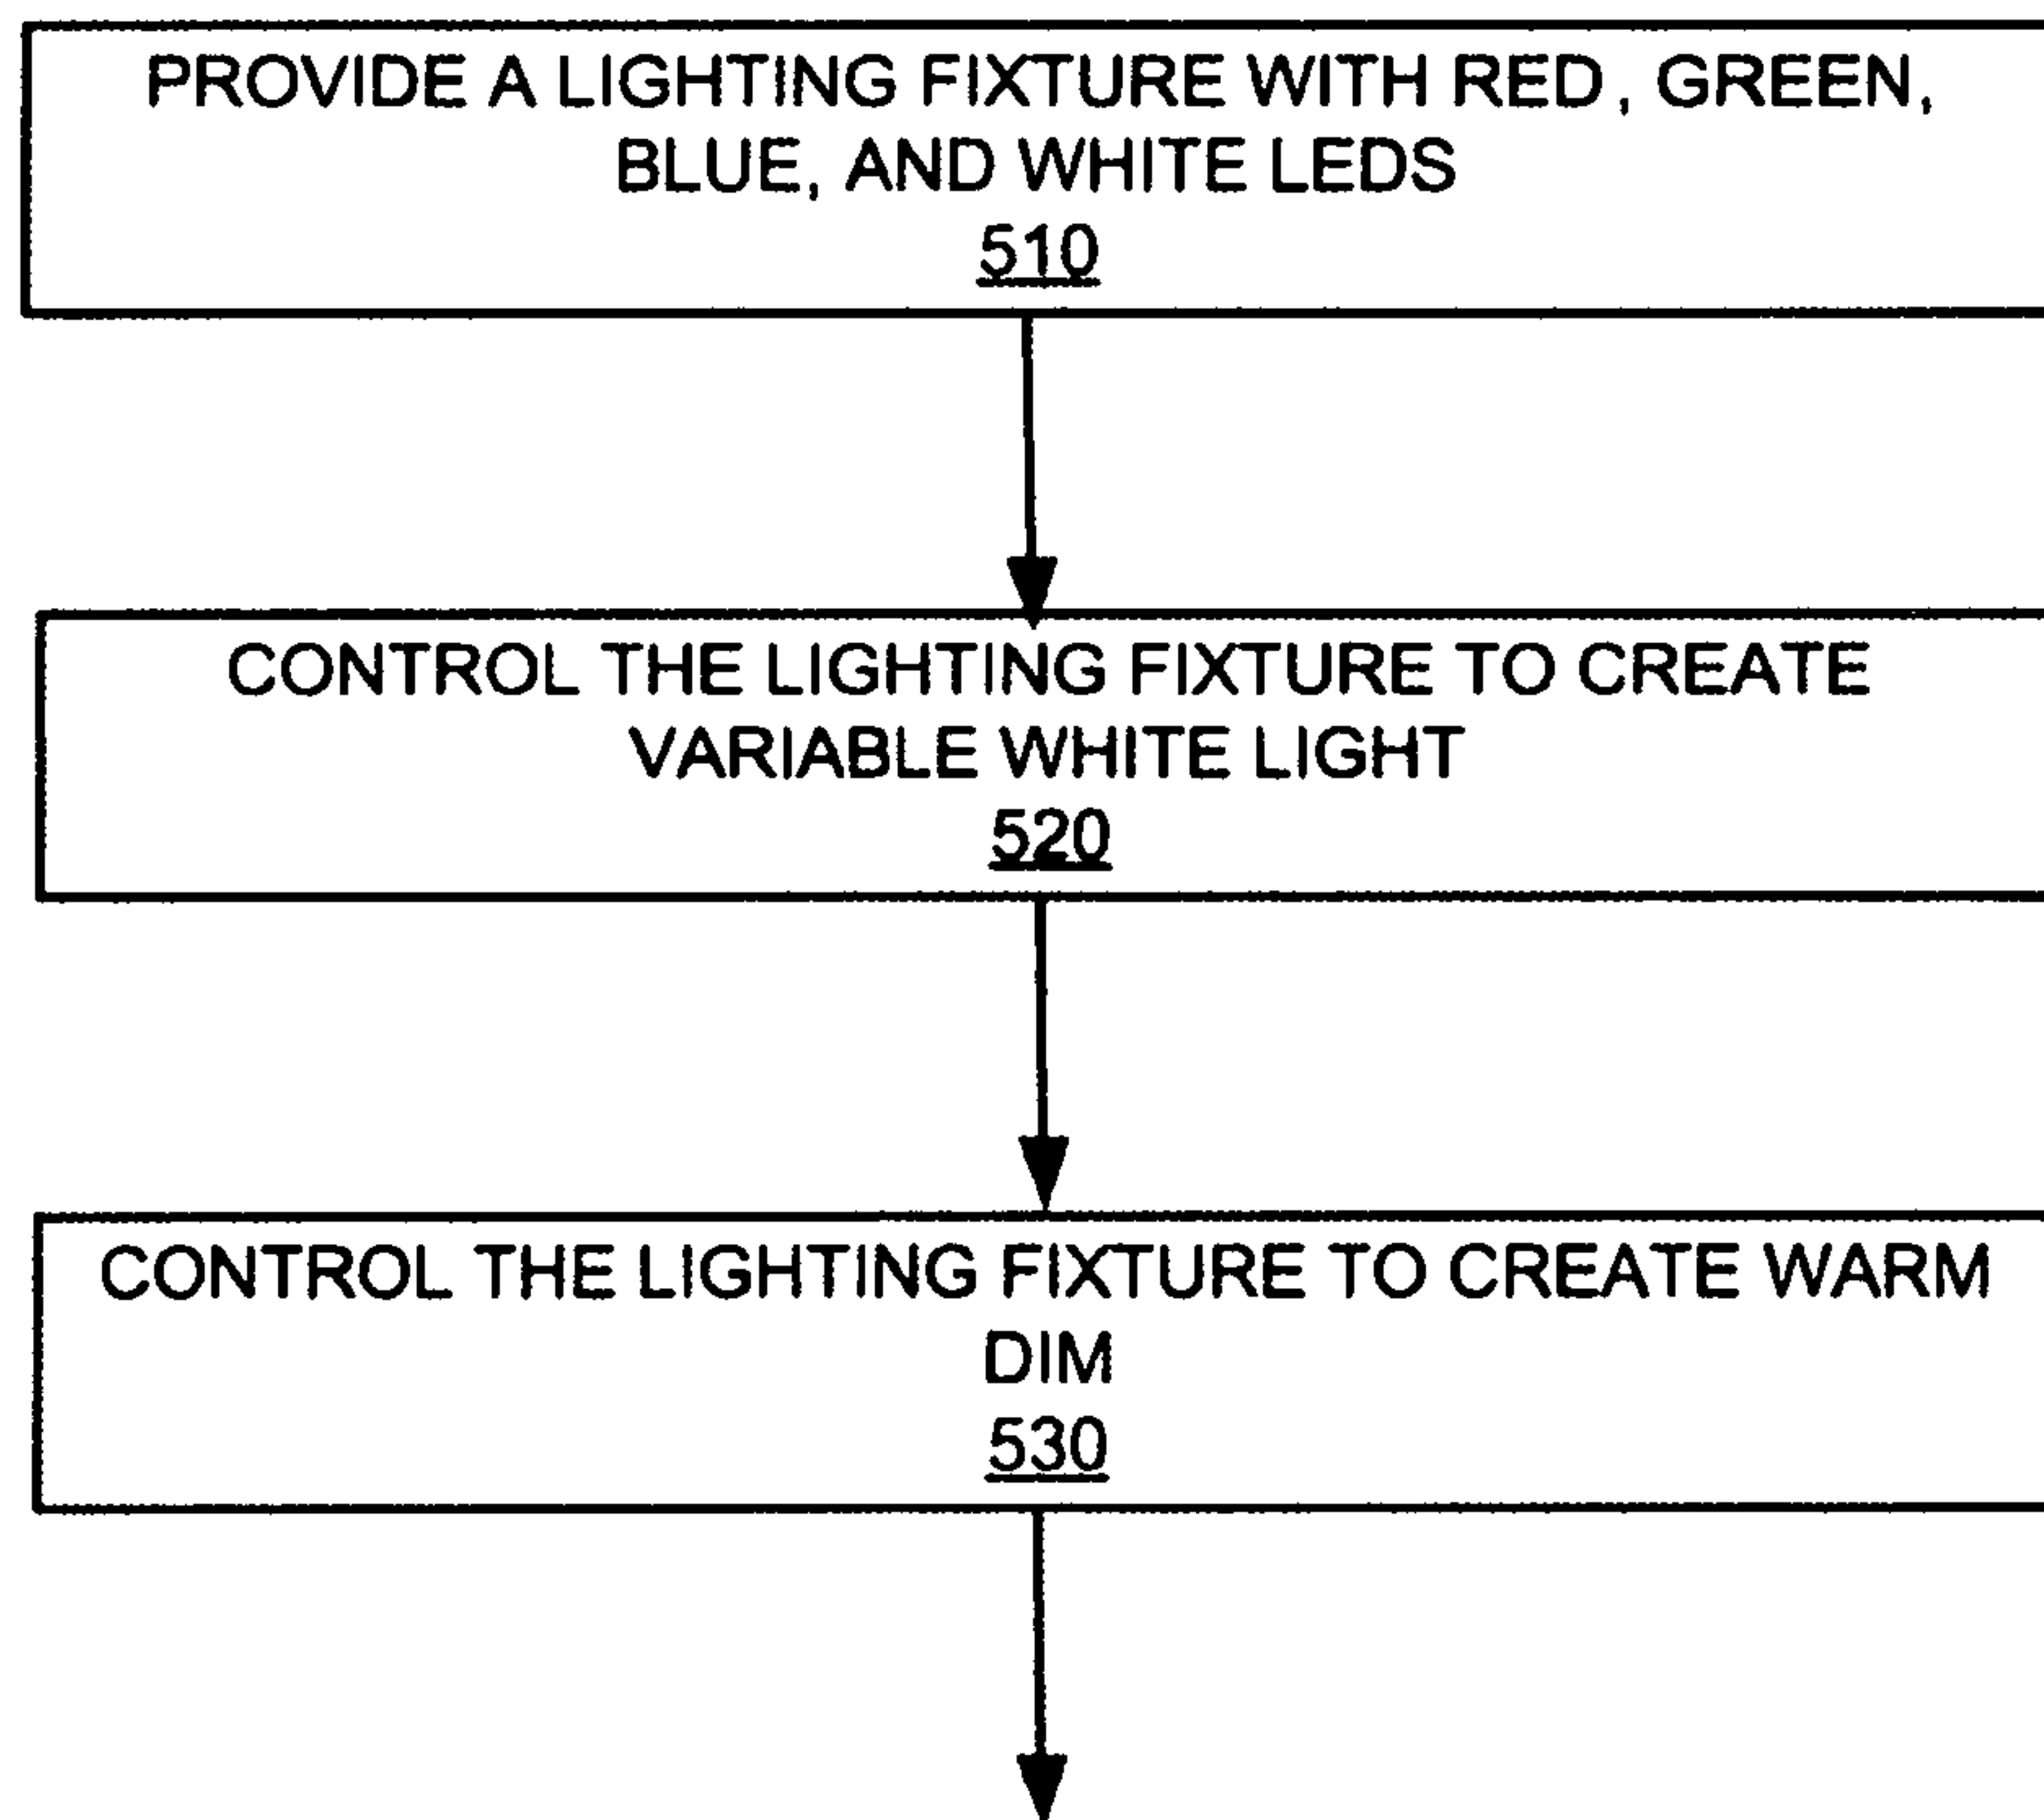 PROVIDE A LIGHTING FIXTURE WITH RED, GREEN,
BLUE, AND WHITE LEDS
510
CONTROL THE LIGHTING FIXTURE TO CREATE
VARIABLE WHITE LIGHT
520
CONTROL THE LIGHTING FIXTURE TO CREATE WARM
DIM
530